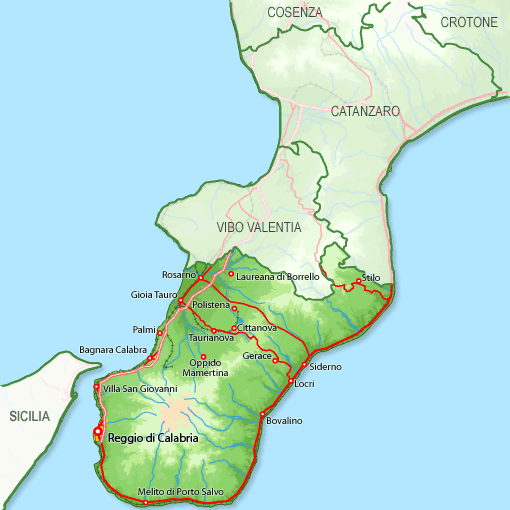 COSENZA
CROTONE
CATANZARO
VIBO VALENTIA
Rosarno
Laureana di Borrello
Stilo
Gioia Tauro
Polistena
Palmi
Cittanova
Taurianova
Bagnara Calabra
Gerace
Oppido
Mamertina
Siderno
Villa San Giovanni
Locri
SICILIA
Bovalino
Reggio di Calabria
Melito di Porto Salvo